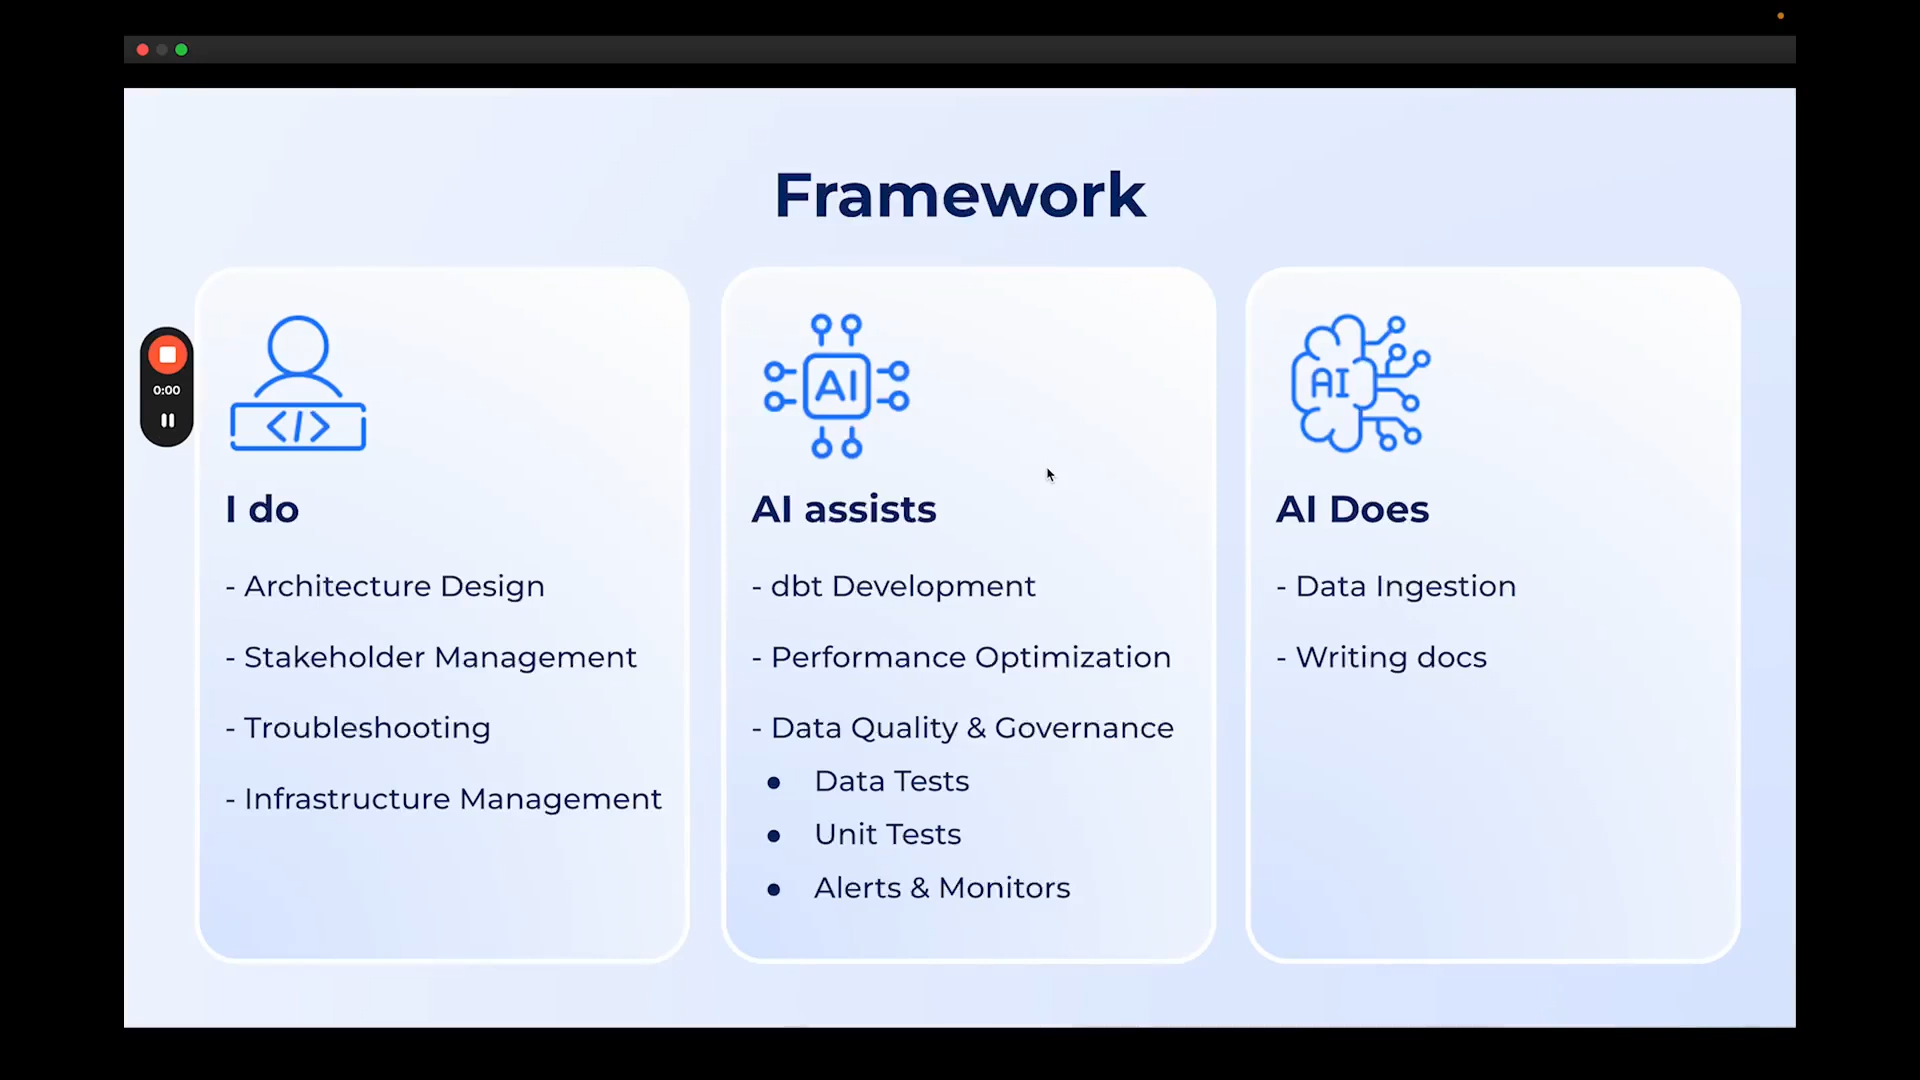 Framework
0:00
</>
I do
- Architecture Design
- Stakeholder Management
- Troubleshooting
- Infrastructure Management
AI
AI assists
- dbt Development
- Performance Optimization
- Data Quality & Governance
● Data Tests
● Unit Tests
● Alerts & Monitors
AI
AI Does
- Data Ingestion
- Writing docs